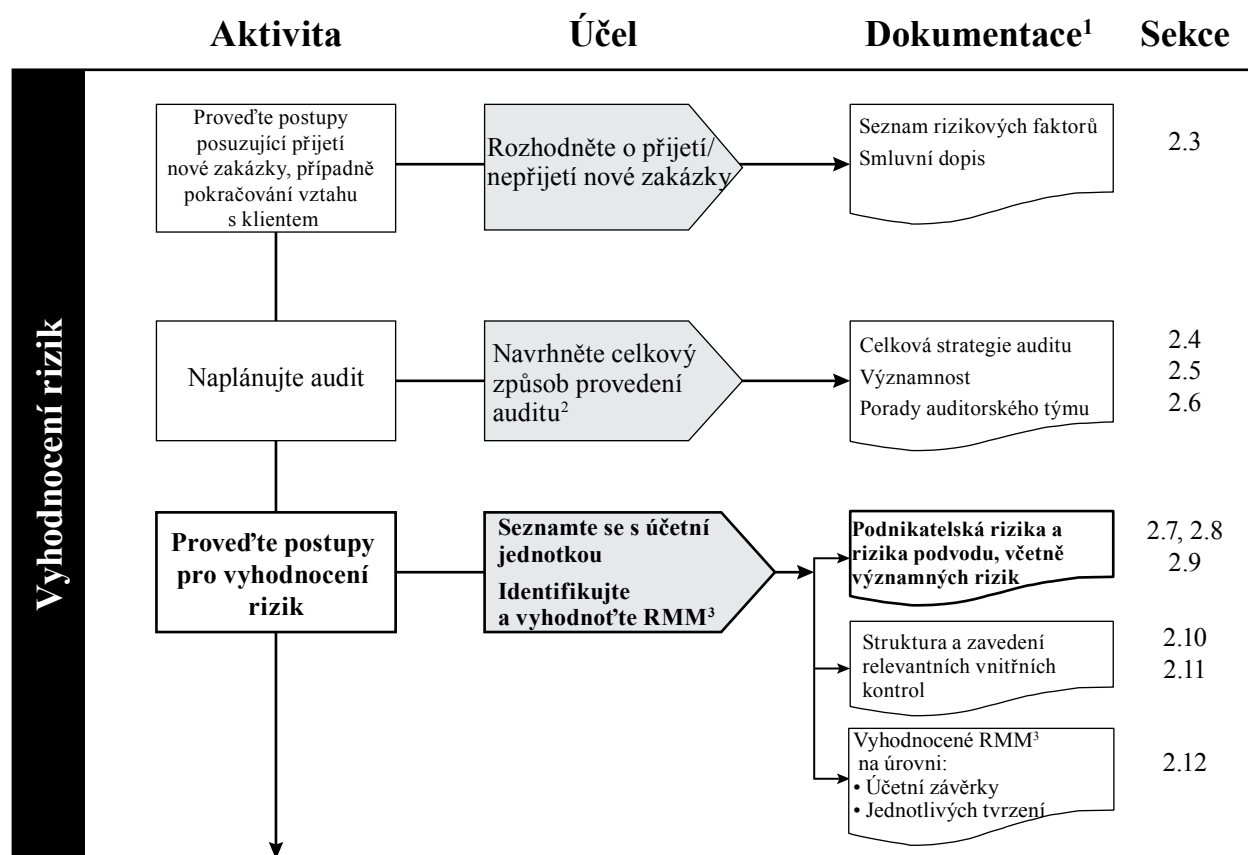 Aktivita
Účel
Dokumentace¹
Sekce
Vyhodnocení rizik
Proveďte postupy
posuzující přijetí
nové zakázky, případně
pokračování vztahu
s klientem
Rozhodněte o přijetí/
nepřijetí nové zakázky
Seznam rizikových faktorů
Smluvní dopis
2.3
Naplánujte audit
Navrhněte celkový
způsob provedení
auditu²
Celková strategie auditu
Významnost
Porady auditorského týmu
2.4
2.5
2.6
Proveďte postupy
pro vyhodnocení
rizik
Seznamte se s účetní
jednotkou
Identifikujte
a vyhodnoťte RMM³
Podnikatelská rizika a
rizika podvodu, včetně
významných rizik
2.7, 2.8
2.9
Struktura a zavedení
relevantních vnitřních
kontrol
2.10
2.11
Vyhodnocené RMM³
na úrovni:
• Účetní závěrky
• Jednotlivých tvrzení
2.12